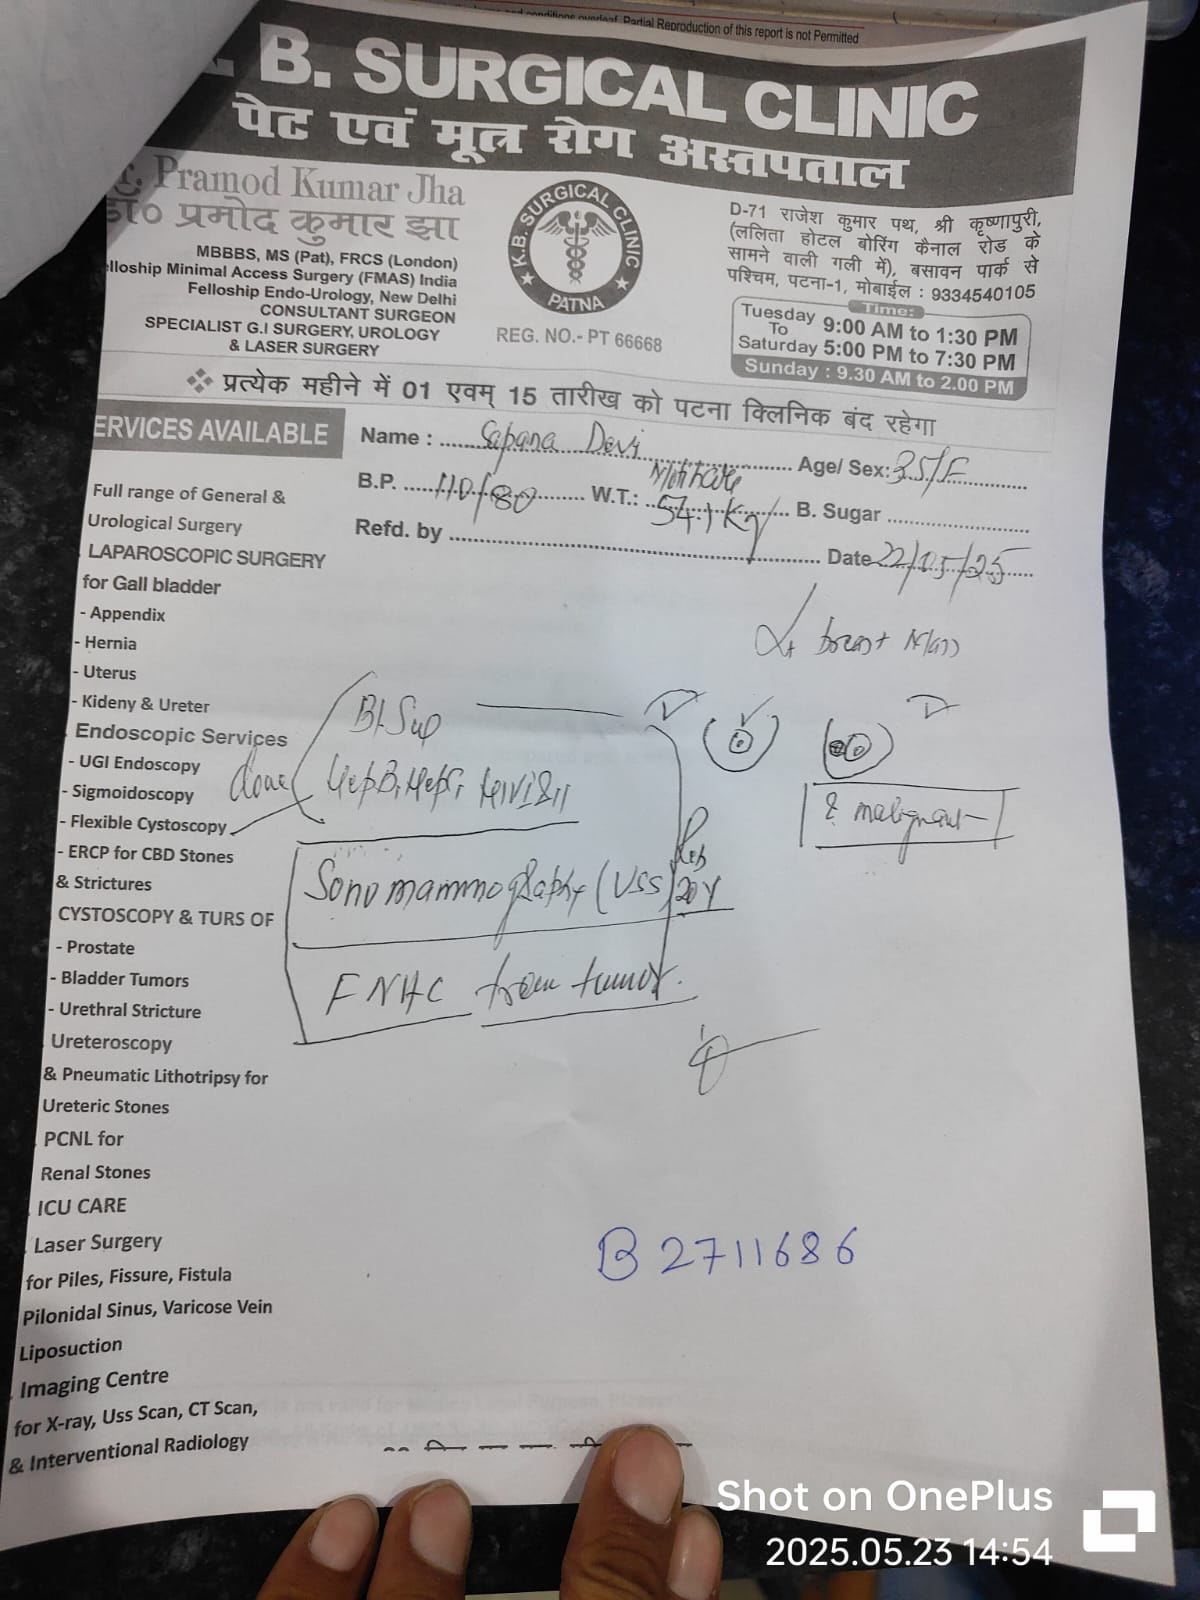 and conditions overleaf. Partial Reproduction of this report is not Permitted
. B. SURGICAL CLINIC
पेट एवं मूत्र रोग अस्तपताल
r. Pramod Kumar Jha
डॉ० प्रमोद कुमार झा
MBBBS, MS (Pat), FRCS (London)
elloship Minimal Access Surgery (FMAS) India
Felloship Endo-Urology, New Delhi
CONSULTANT SURGEON
SPECIALIST G.I SURGERY, UROLOGY
& LASER SURGERY
K.B. SURGICAL CLINIC
PATNA
REG. NO.- PT 66668
D-71 राजेश कुमार पथ, श्री कृष्णापुरी,
(ललिता होटल बोरिंग कैनाल रोड के
सामने वाली गली में), बसावन पार्क से
पश्चिम, पटना-1, मोबाईल : 9334540105
Time:
Tuesday To Saturday 9:00 AM to 1:30 PM
5:00 PM to 7:30 PM
Sunday : 9.30 AM to 2.00 PM
प्रत्येक महीने में 01 एवम् 15 तारीख को पटना क्लिनिक बंद रहेगा
Name : Sapana Devi Age/ Sex: 35/F
B.P. 110/80 W.T.: 54.1 Kg B. Sugar
Refd. by Date 22/05/25
ERVICES AVAILABLE
Full range of General &
Urological Surgery
LAPAROSCOPIC SURGERY
for Gall bladder
- Appendix
- Hernia
- Uterus
- Kideny & Ureter
Endoscopic Services
- UGI Endoscopy
- Sigmoidoscopy
- Flexible Cystoscopy
- ERCP for CBD Stones
& Strictures
CYSTOSCOPY & TURS OF
- Prostate
- Bladder Tumors
- Urethral Stricture
Ureteroscopy
& Pneumatic Lithotripsy for
Ureteric Stones
PCNL for
Renal Stones
ICU CARE
Laser Surgery
for Piles, Fissure, Fistula
Pilonidal Sinus, Varicose Vein
Liposuction
Imaging Centre
for X-ray, Uss Scan, CT Scan,
& Interventional Radiology
breast Mass
done
? malignant
Sono mammography (USS)
FNAC from tumor.
B 2711686
Shot on OnePlus
2025.05.23 14:54